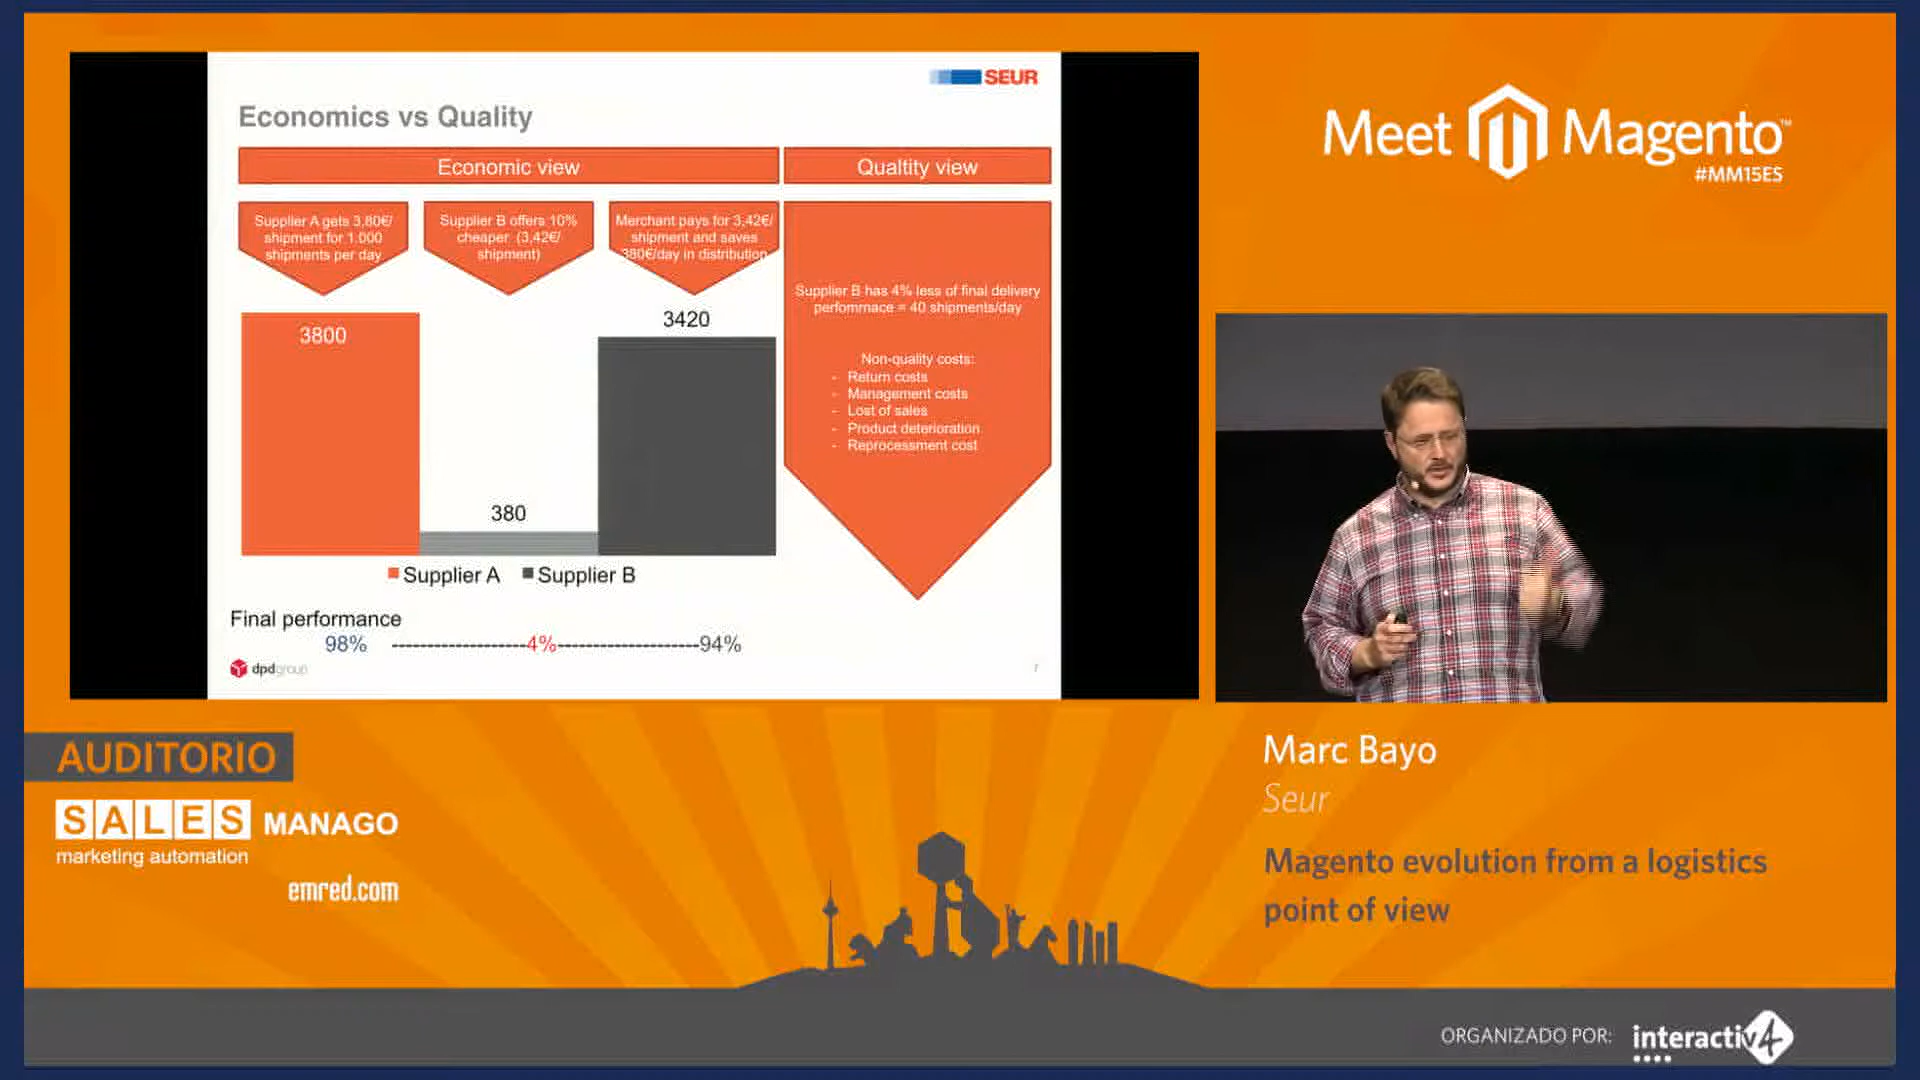 SEUR
Economics vs Quality
Economic view
Qualtity view
Supplier A gets 3,80€/
shipment for 1.000
shipments per day
Supplier B offers 10%
cheaper (3,42€/
shipment)
Merchant pays for 3,42€/
shipment and saves
380€/day in distribution
Supplier B has 4% less of final delivery
perfommace = 40 shipments/day
Non-quality costs:
- Return costs
- Management costs
- Lost of sales
- Product deterioration
- Reprocessment cost
3800
380
3420
Supplier A Supplier B
Final performance
98% -----------------4%------------------94%
dpdgroup
7
Meet Magento™
#MM15ES
AUDITORIO
SALES MANAGO
marketing automation
emred.com
Marc Bayo
Seur
Magento evolution from a logistics
point of view
ORGANIZADO POR: interactiv4